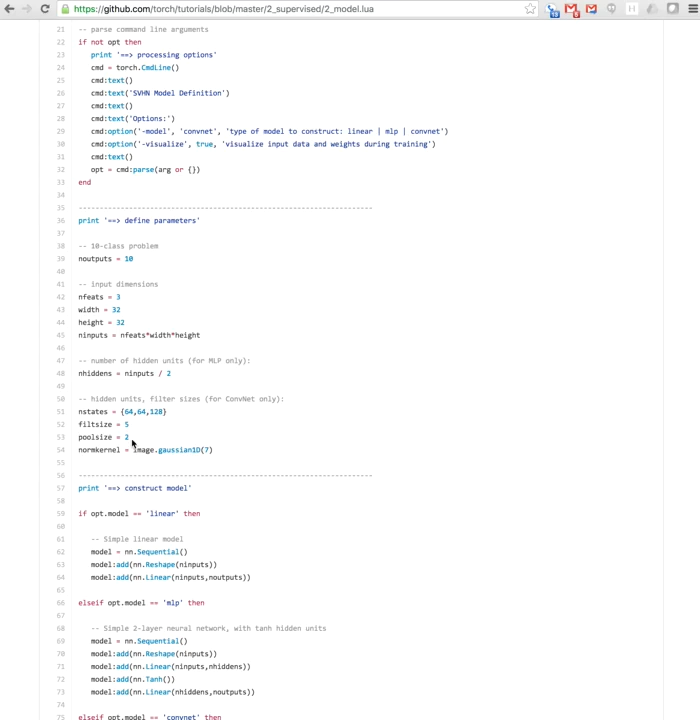 https://github.com/torch/tutorials/blob/master/2_supervised/2_model.lua
21 -- parse command line arguments
22 if not opt then
23 print '==> processing options'
24 cmd = torch.CmdLine()
25 cmd:text()
26 cmd:text('SVHN Model Definition')
27 cmd:text()
28 cmd:text('Options:')
29 cmd:option('-model', 'convnet', 'type of model to construct: linear | mlp | convnet')
30 cmd:option('-visualize', true, 'visualize input data and weights during training')
31 cmd:text()
32 opt = cmd:parse(arg or {})
33 end
34
35 ----------------------------------------------------------------------
36 print '==> define parameters'
37
38 -- 10-class problem
39 noutputs = 10
40
41 -- input dimensions
42 nfeats = 3
43 width = 32
44 height = 32
45 ninputs = nfeats*width*height
46
47 -- number of hidden units (for MLP only):
48 nhiddens = ninputs / 2
49
50 -- hidden units, filter sizes (for ConvNet only):
51 nstates = {64,64,128}
52 filtsize = 5
53 poolsize = 2
54 normkernel = image.gaussian1D(7)
55
56 ----------------------------------------------------------------------
57 print '==> construct model'
58
59 if opt.model == 'linear' then
60
61 -- Simple linear model
62 model = nn.Sequential()
63 model:add(nn.Reshape(ninputs))
64 model:add(nn.Linear(ninputs,noutputs))
65
66 elseif opt.model == 'mlp' then
67
68 -- Simple 2-layer neural network, with tanh hidden units
69 model = nn.Sequential()
70 model:add(nn.Reshape(ninputs))
71 model:add(nn.Linear(ninputs,nhiddens))
72 model:add(nn.Tanh())
73 model:add(nn.Linear(nhiddens,noutputs))
74
75 elseif opt.model == 'convnet' then